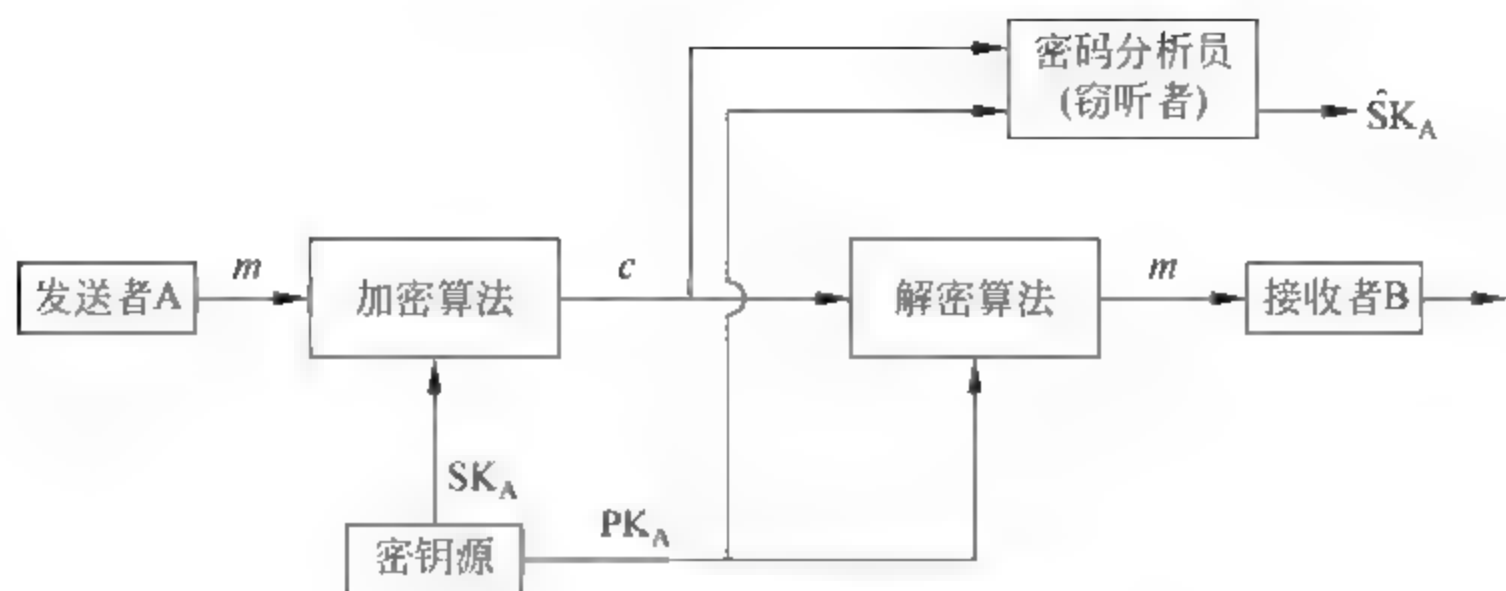 密码分析员
(窃听者)
ŜK_A
发送者A
m
加密算法
c
解密算法
m
接收者B
SK_A
PK_A
密钥源